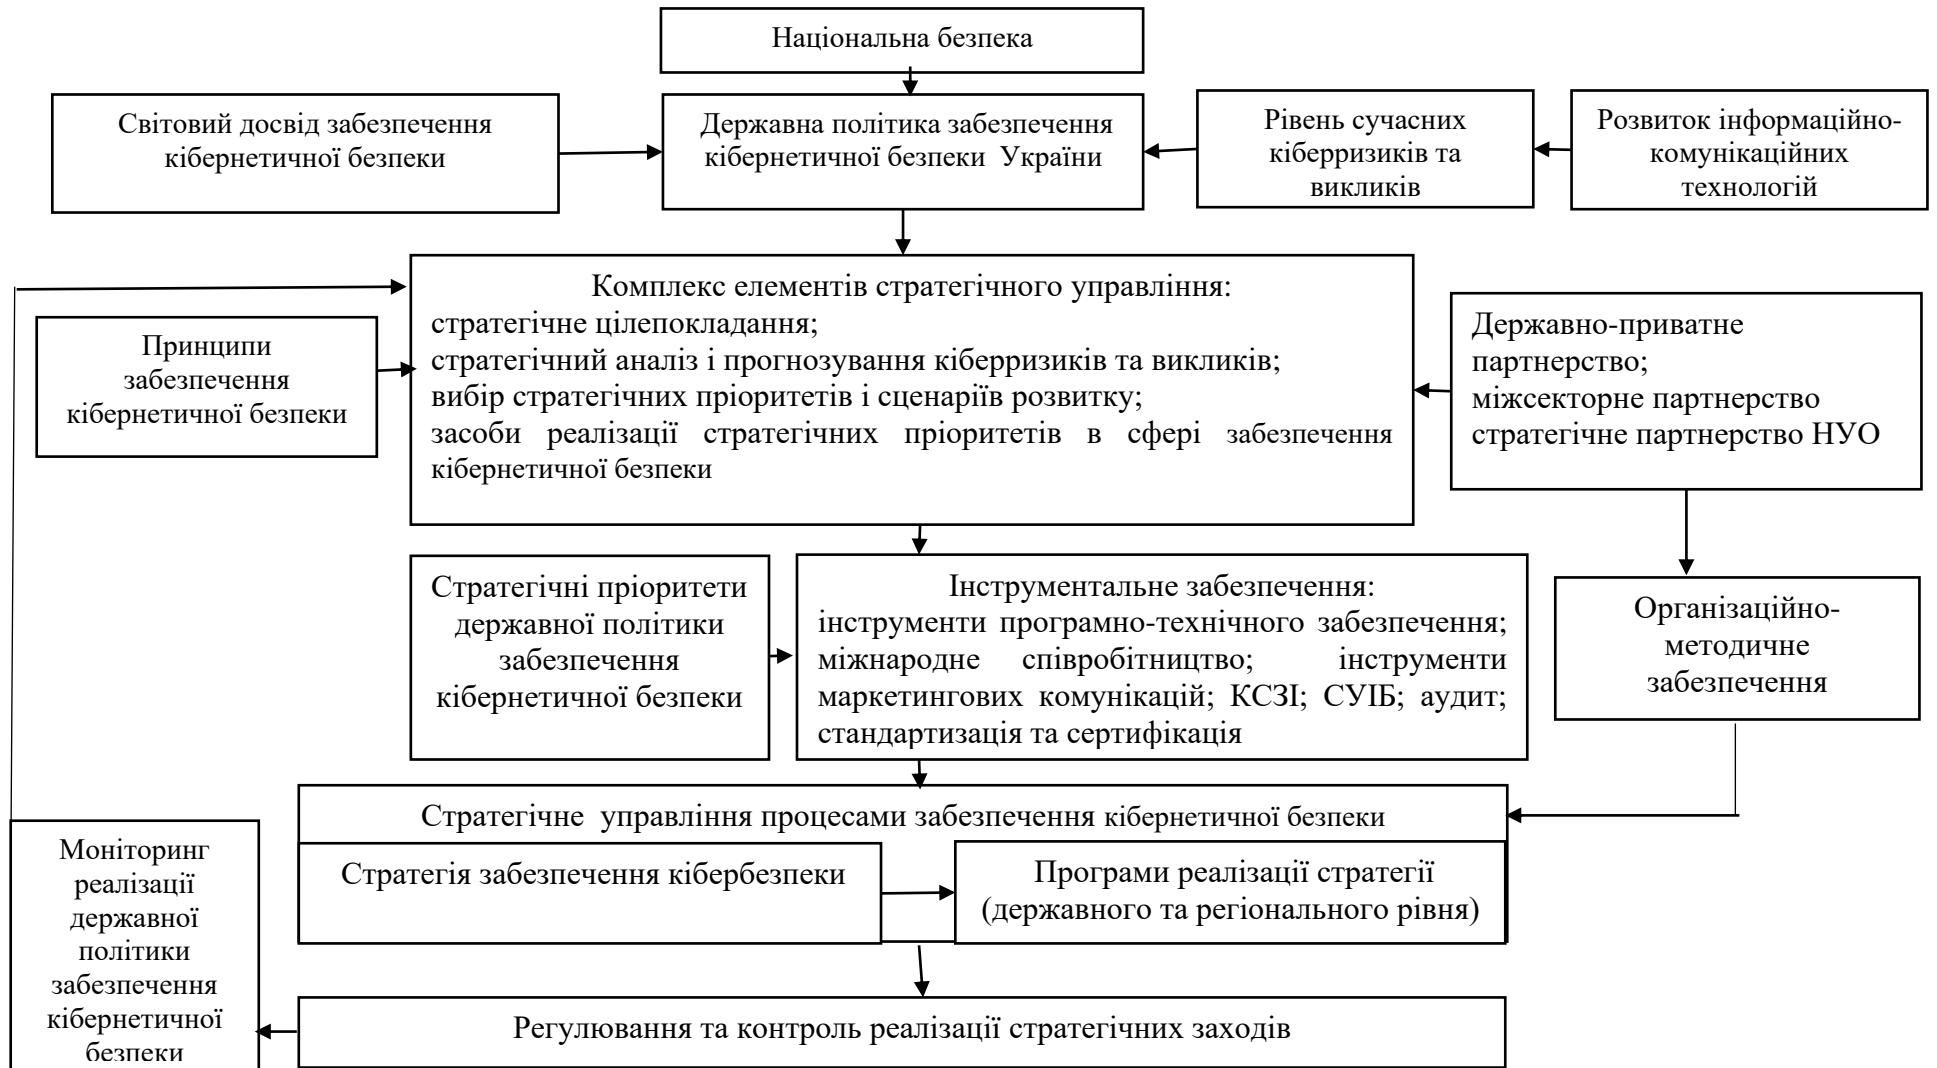 Національна безпека
Світовий досвід забезпечення
кібернетичної безпеки
Державна політика забезпечення
кібернетичної безпеки України
Рівень сучасних
кіберризиків та
викликів
Розвиток інформаційно-
комунікаційних
технологій
Комплекс елементів стратегічного управління:
стратегічне цілепокладання;
стратегічний аналіз і прогнозування кіберризиків та викликів;
вибір стратегічних пріоритетів і сценаріїв розвитку;
засоби реалізації стратегічних пріоритетів в сфері забезпечення
кібернетичної безпеки
Принципи
забезпечення
кібернетичної безпеки
Державно-приватне
партнерство;
міжсекторне партнерство
стратегічне партнерство НУО
Стратегічні пріоритети
державної політики
забезпечення
кібернетичної безпеки
Інструментальне забезпечення:
інструменти програмно-технічного забезпечення;
міжнародне співробітництво; інструменти
маркетингових комунікацій; КСЗІ; СУІБ; аудит;
стандартизація та сертифікація
Організаційно-
методичне
забезпечення
Стратегічне управління процесами забезпечення кібернетичної безпеки
Стратегія забезпечення кібербезпеки
Програми реалізації стратегії
(державного та регіонального рівня)
Моніторинг
реалізації
державної
політики
забезпечення
кібернетичної
безпеки
Регулювання та контроль реалізації стратегічних заходів